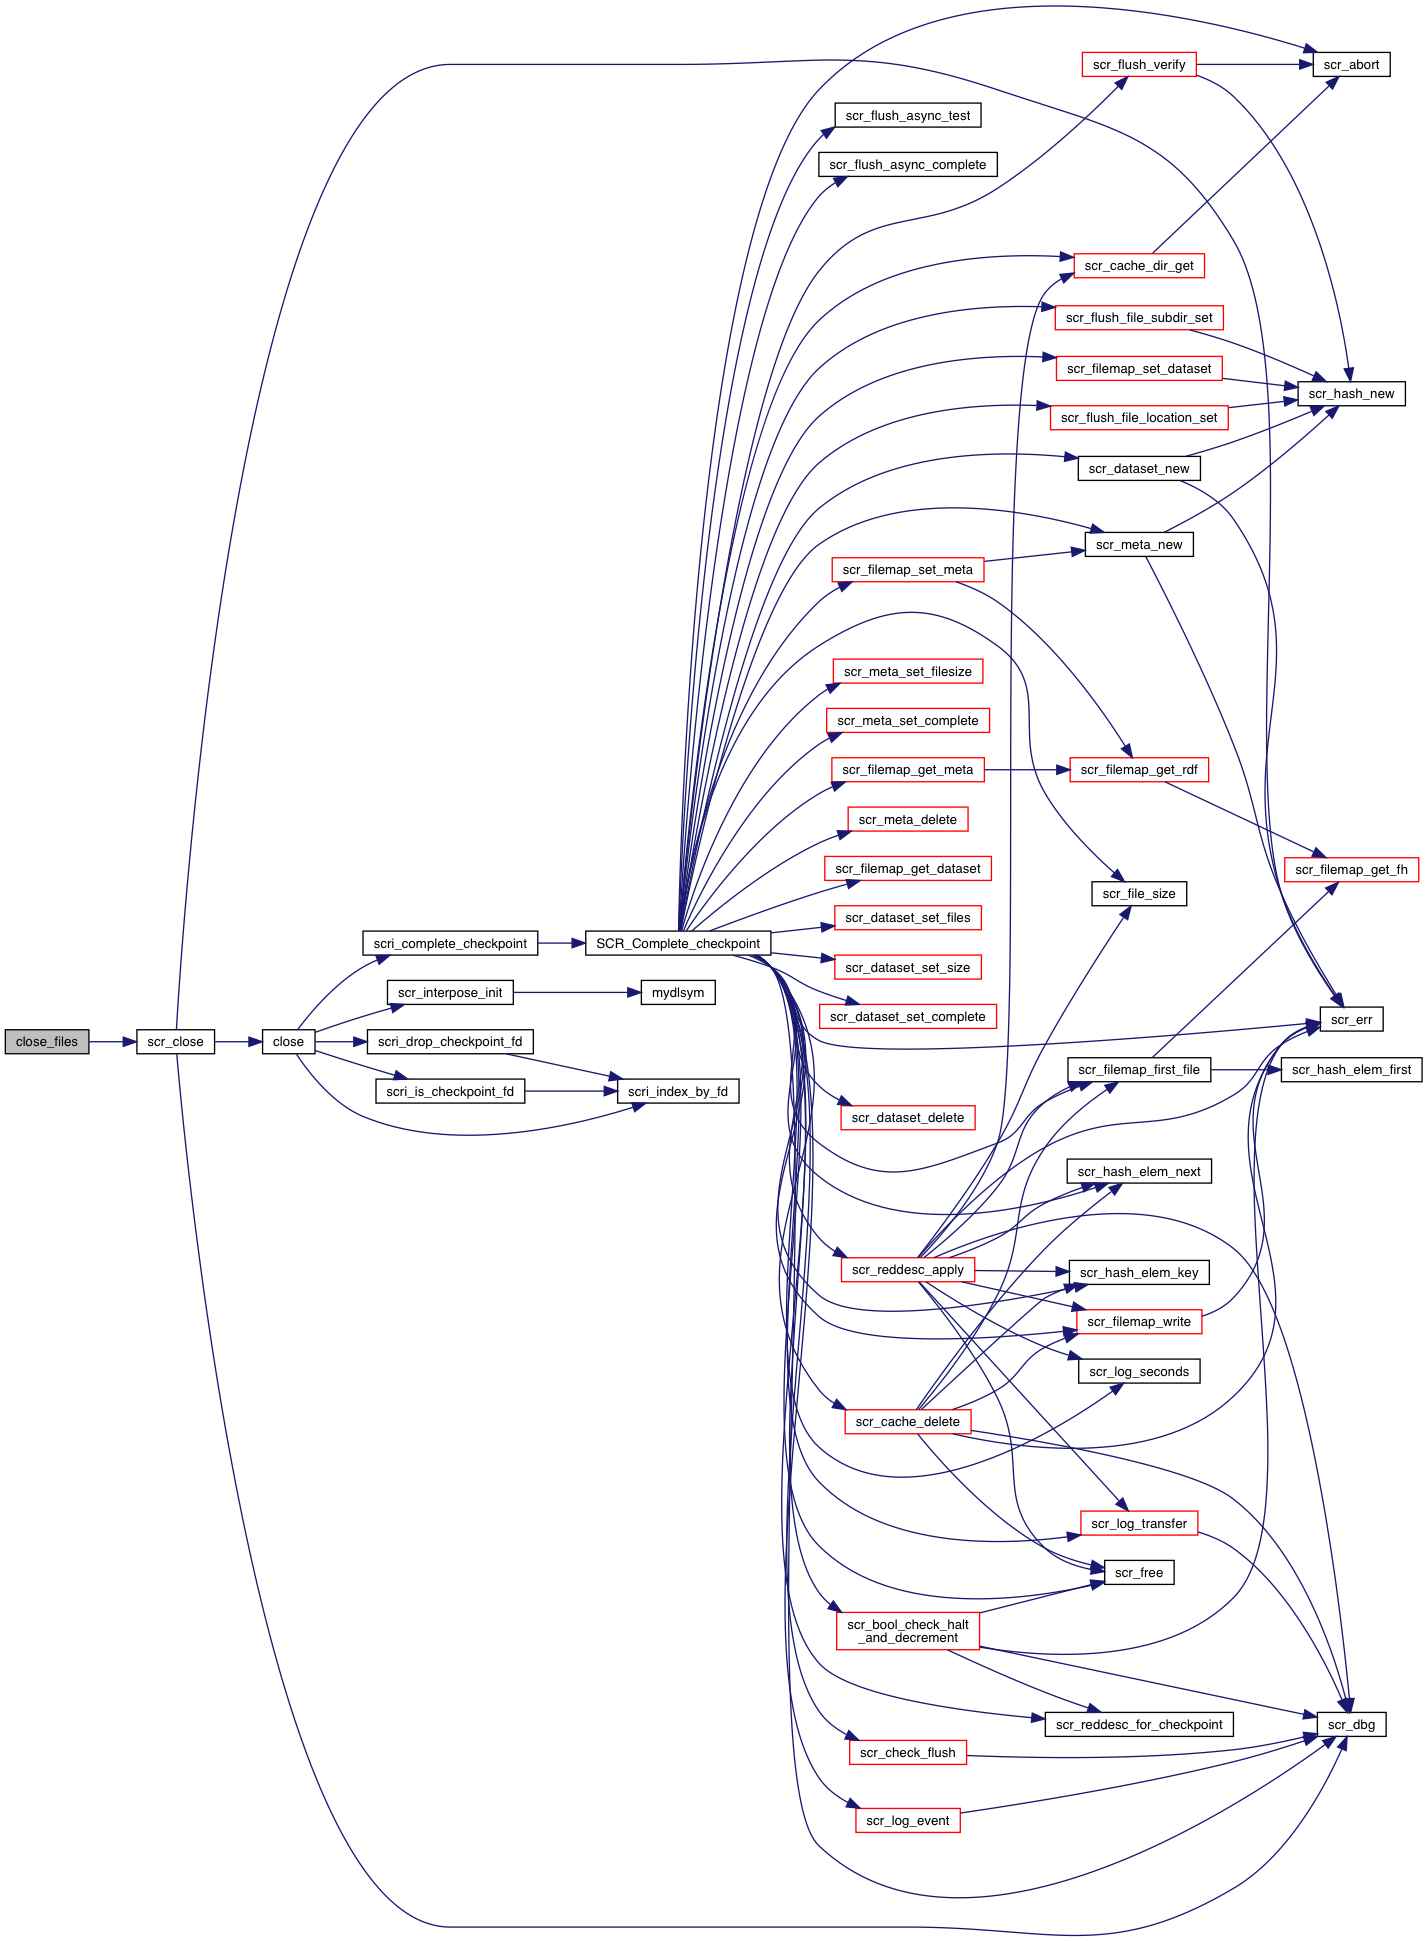 close_files
scr_close
close
scri_complete_checkpoint
scr_interpose_init
scri_drop_checkpoint_fd
scri_is_checkpoint_fd
SCR_Complete_checkpoint
mydlsym
scri_index_by_fd
scr_flush_async_test
scr_flush_async_complete
scr_filemap_set_meta
scr_meta_set_filesize
scr_meta_set_complete
scr_filemap_get_meta
scr_meta_delete
scr_filemap_get_dataset
scr_dataset_set_files
scr_dataset_set_size
scr_dataset_set_complete
scr_dataset_delete
scr_reddesc_apply
scr_cache_delete
scr_bool_check_halt
_and_decrement
scr_check_flush
scr_log_event
scr_flush_verify
scr_cache_dir_get
scr_flush_file_subdir_set
scr_filemap_set_dataset
scr_flush_file_location_set
scr_dataset_new
scr_meta_new
scr_filemap_get_rdf
scr_file_size
scr_filemap_first_file
scr_hash_elem_next
scr_hash_elem_key
scr_filemap_write
scr_log_seconds
scr_log_transfer
scr_free
scr_reddesc_for_checkpoint
scr_abort
scr_hash_new
scr_filemap_get_fh
scr_err
scr_hash_elem_first
scr_dbg